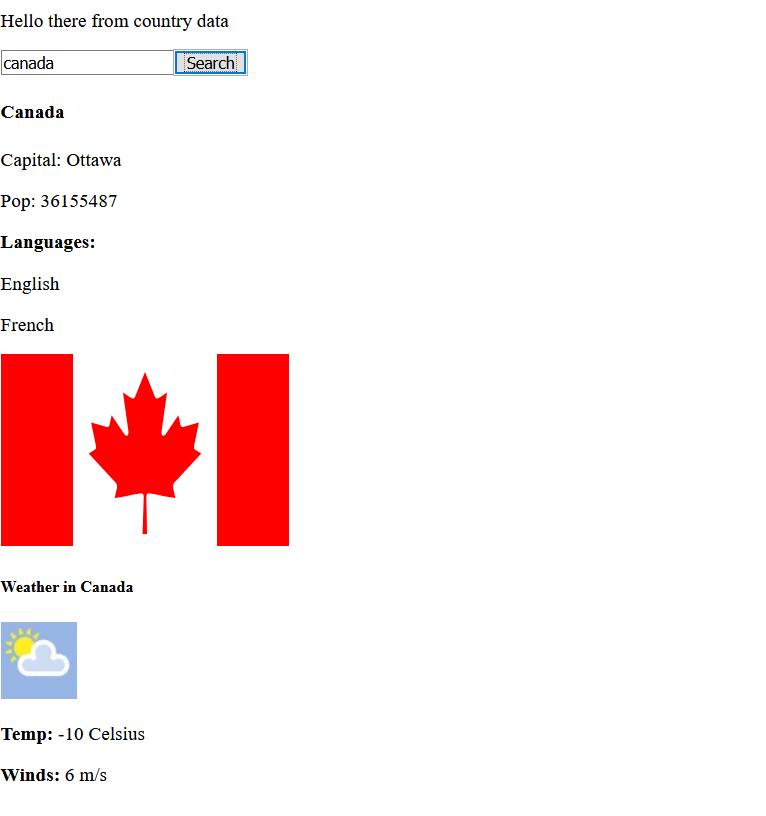 Hello there from country data
canada Search
Canada
Capital: Ottawa
Pop: 36155487
Languages:
English
French
Weather in Canada
Temp: -10 Celsius
Winds: 6 m/s